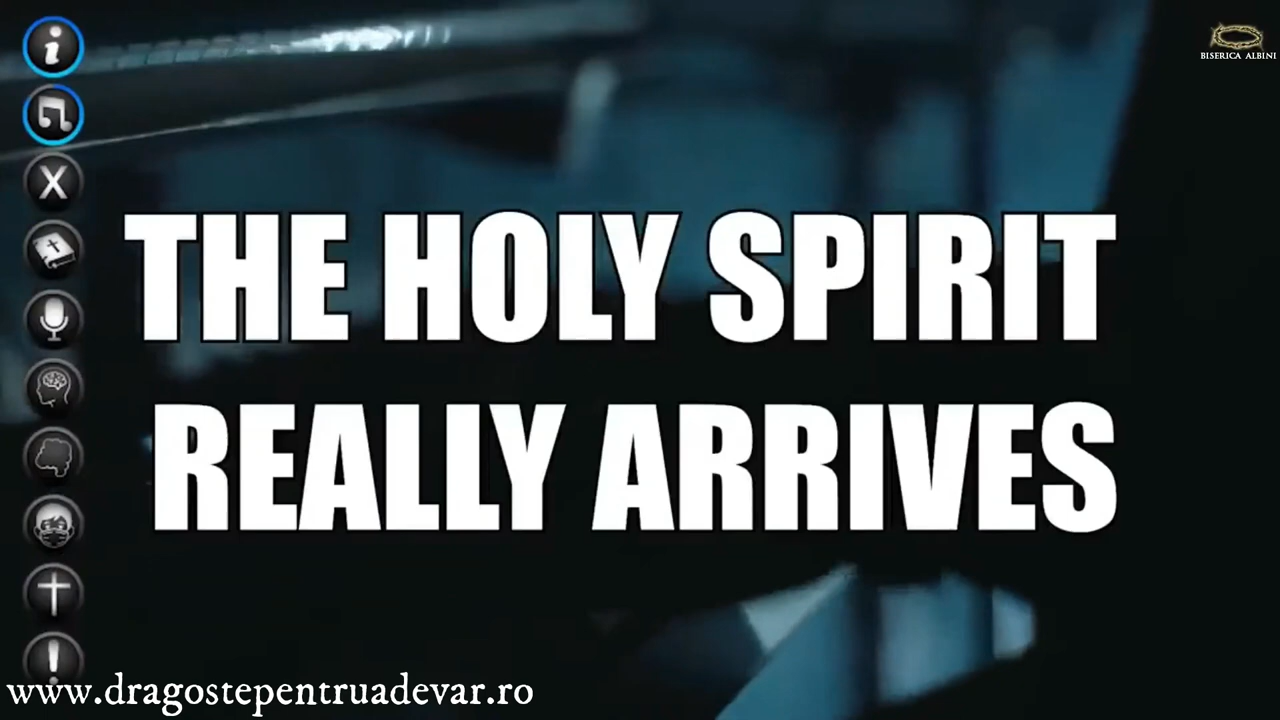 BISERICA ALBINI
THE HOLY SPIRIT
REALLY ARRIVES
www.dragostepentruadevar.ro